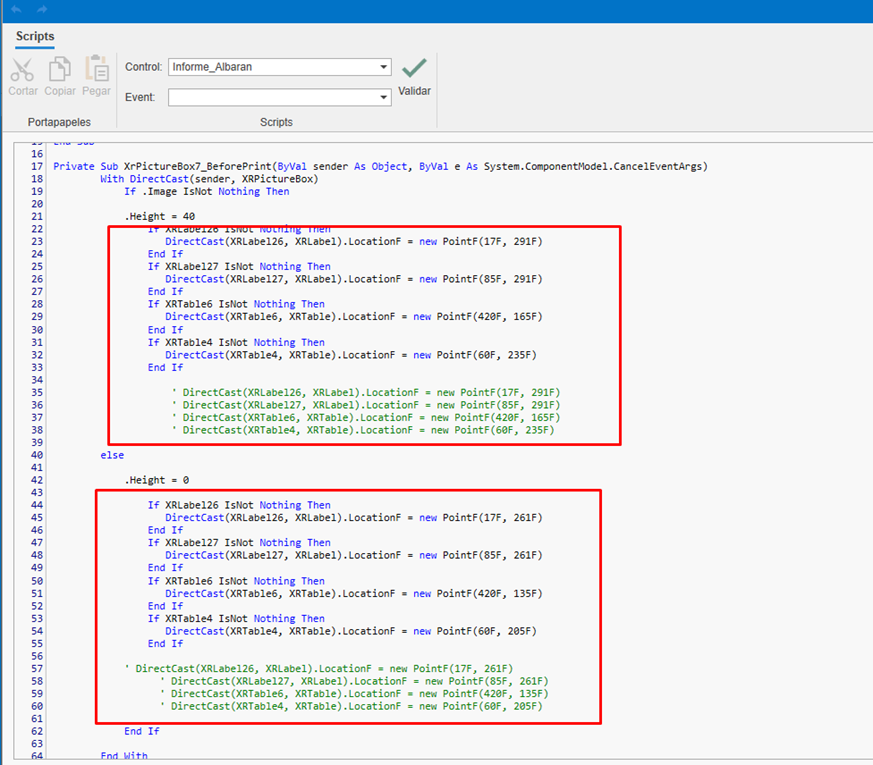 Scripts
Cortar Copiar Pegar
Portapapeles
Control: Informe_Albaran
Event:
Validar
Scripts
15 End Sub
16
17 Private Sub XrPictureBox7_BeforePrint(ByVal sender As Object, ByVal e As System.ComponentModel.CancelEventArgs)
18 With DirectCast(sender, XRPictureBox)
19 If .Image IsNot Nothing Then
20
21 .Height = 40
22 If XRLabel26 IsNot Nothing Then
23 DirectCast(XRLabel26, XRLabel).LocationF = new PointF(17F, 291F)
24 End If
25 If XRLabel27 IsNot Nothing Then
26 DirectCast(XRLabel27, XRLabel).LocationF = new PointF(85F, 291F)
27 End If
28 If XRTable6 IsNot Nothing Then
29 DirectCast(XRTable6, XRTable).LocationF = new PointF(420F, 165F)
30 End If
31 If XRTable4 IsNot Nothing Then
32 DirectCast(XRTable4, XRTable).LocationF = new PointF(60F, 235F)
33 End If
34
35 ' DirectCast(XRLabel26, XRLabel).LocationF = new PointF(17F, 291F)
36 ' DirectCast(XRLabel27, XRLabel).LocationF = new PointF(85F, 291F)
37 ' DirectCast(XRTable6, XRTable).LocationF = new PointF(420F, 165F)
38 ' DirectCast(XRTable4, XRTable).LocationF = new PointF(60F, 235F)
39
40 else
41
42 .Height = 0
43
44 If XRLabel26 IsNot Nothing Then
45 DirectCast(XRLabel26, XRLabel).LocationF = new PointF(17F, 261F)
46 End If
47 If XRLabel27 IsNot Nothing Then
48 DirectCast(XRLabel27, XRLabel).LocationF = new PointF(85F, 261F)
49 End If
50 If XRTable6 IsNot Nothing Then
51 DirectCast(XRTable6, XRTable).LocationF = new PointF(420F, 135F)
52 End If
53 If XRTable4 IsNot Nothing Then
54 DirectCast(XRTable4, XRTable).LocationF = new PointF(60F, 205F)
55 End If
56
57 ' DirectCast(XRLabel26, XRLabel).LocationF = new PointF(17F, 261F)
58 ' DirectCast(XRLabel27, XRLabel).LocationF = new PointF(85F, 261F)
59 ' DirectCast(XRTable6, XRTable).LocationF = new PointF(420F, 135F)
60 ' DirectCast(XRTable4, XRTable).LocationF = new PointF(60F, 205F)
61
62 End If
63
64 End With